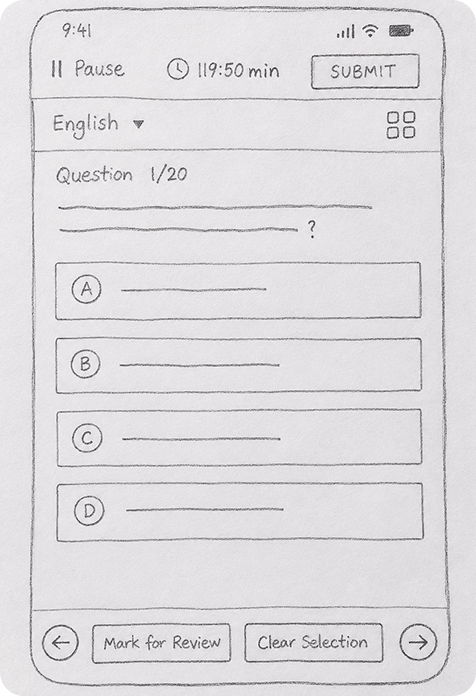 9:41
Pause 119:50 min SUBMIT
English
Question 1/20
?
A
B
C
D
Mark for Review Clear Selection